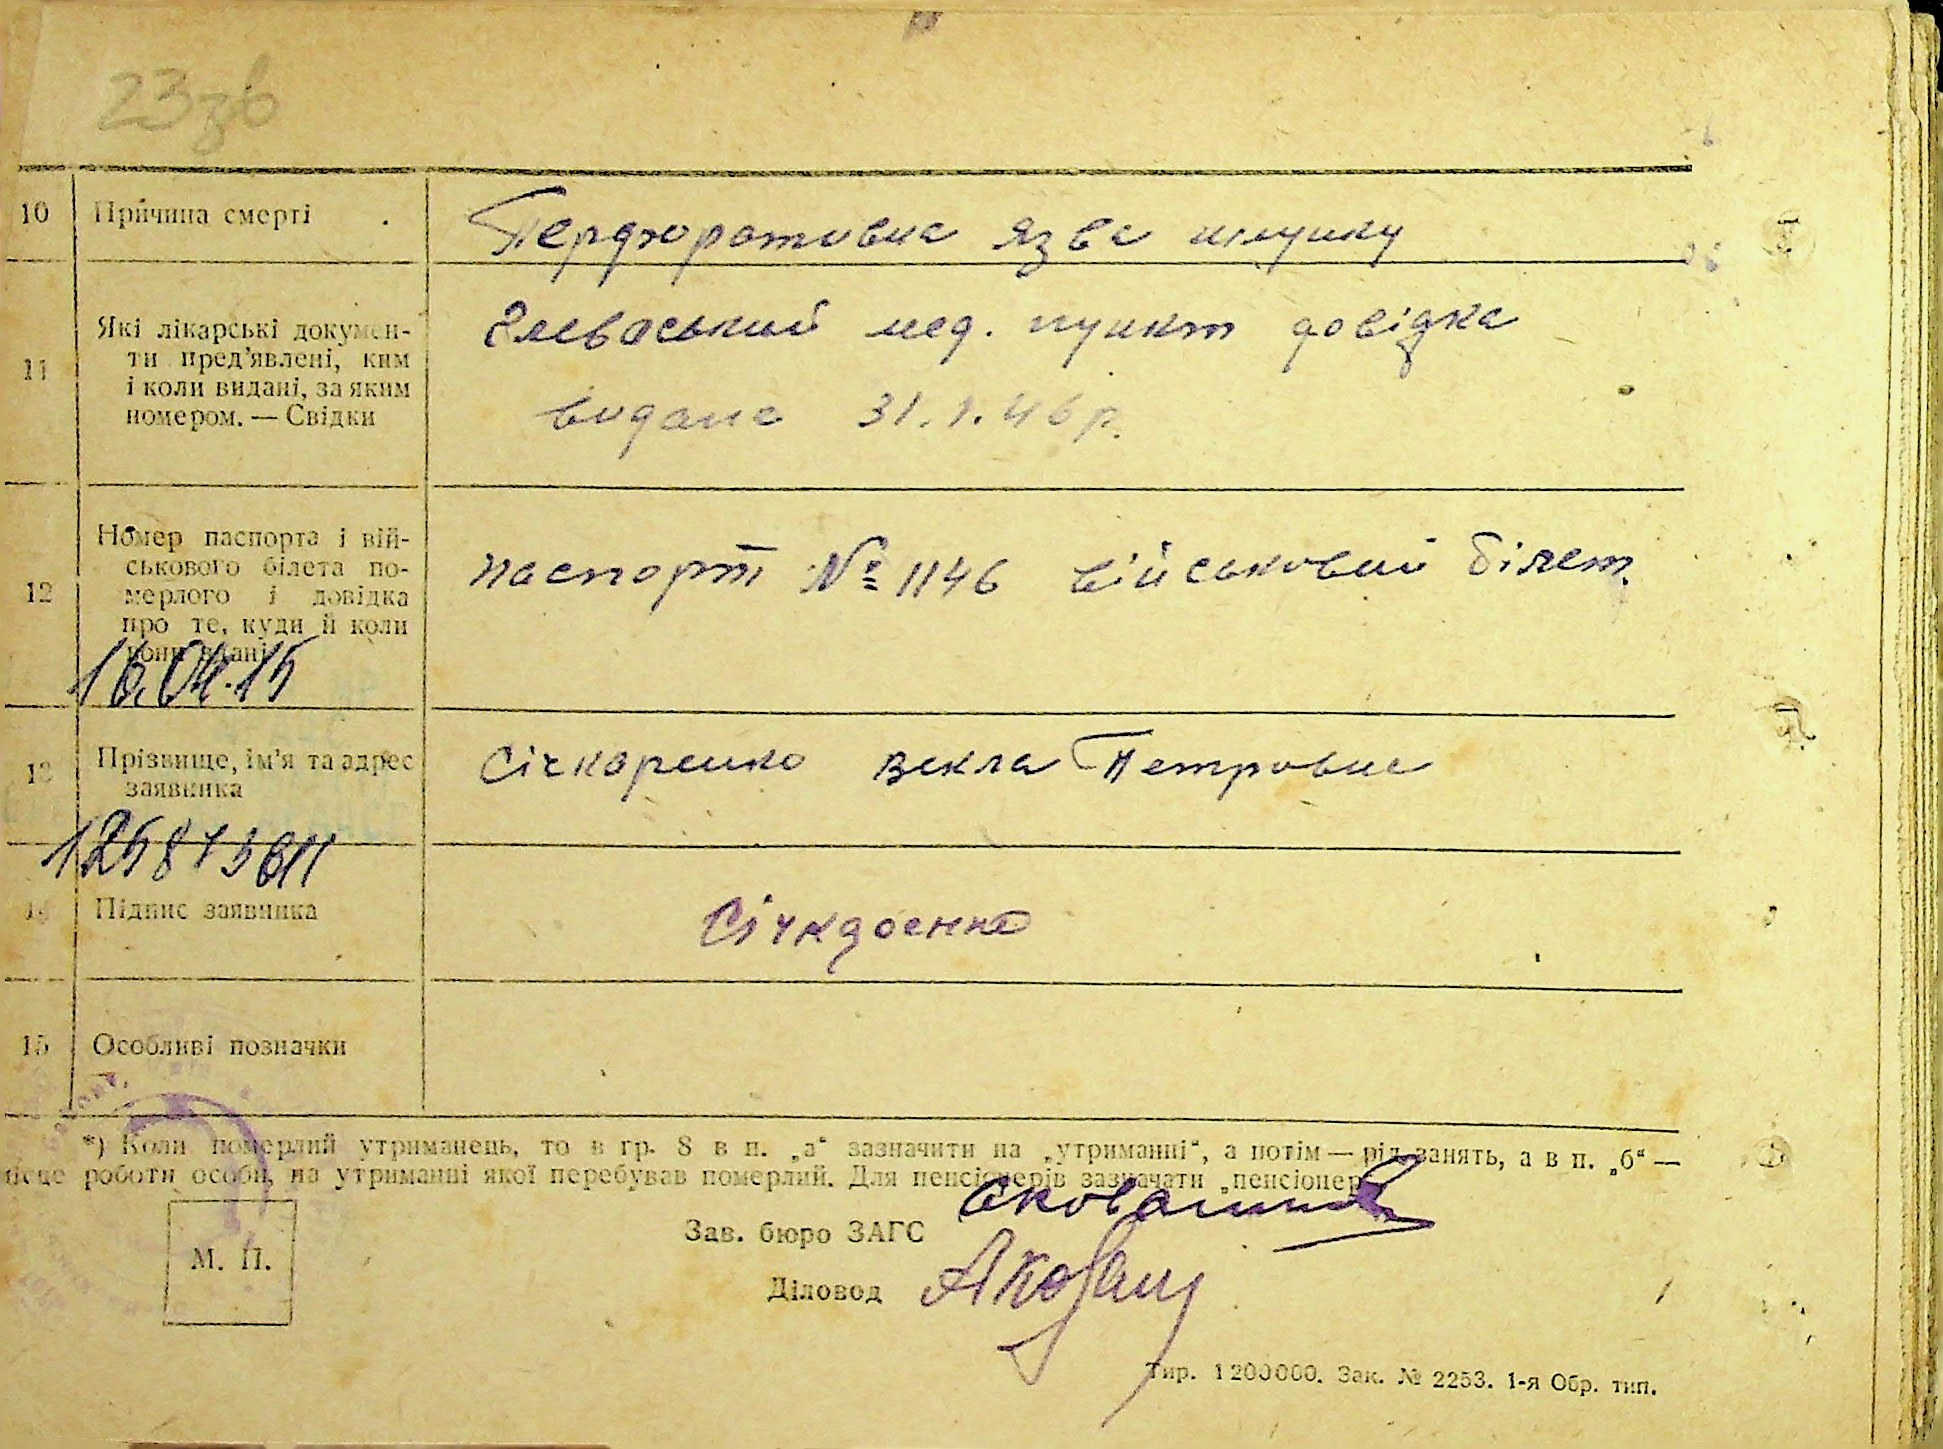 23зв
10 Причина смерті
Перфоративна язва шлунку
11 Які лікарські докумен-
ти пред’явлені, ким
і коли видані, за яким
номером. — Свідки
мед. пункт довідка
видана 31.1.46р.
12 Номер паспорта і вій-
ськового білета по-
мерлого і довідка
про те, куди й коли
вони здані
паспорт № 1146 військовий білет.
16.04.15
13 Прізвище, ім’я та адрес
заявника
Січкаренко Векла Петровна
14 Підпис заявника
15 Особливі позначки
*) Коли померлий утриманець, то в гр. 8 в п. „а“ зазначити на „утриманні“, а потім — рід занять, а в п. „б“ —
місце роботи особи, на утриманні якої перебував померлий. Для пенсіонерів зазначати „пенсіонер
Зав. бюро ЗАГС
М. П.
Діловод
Тир. 1200000. Зак. № 2253. 1-я Обр. тип.